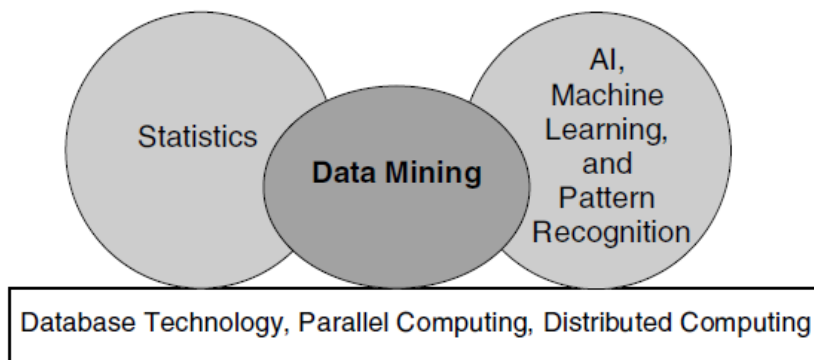 Statistics
Data Mining
AI,
Machine
Learning,
and
Pattern
Recognition
Database Technology, Parallel Computing, Distributed Computing